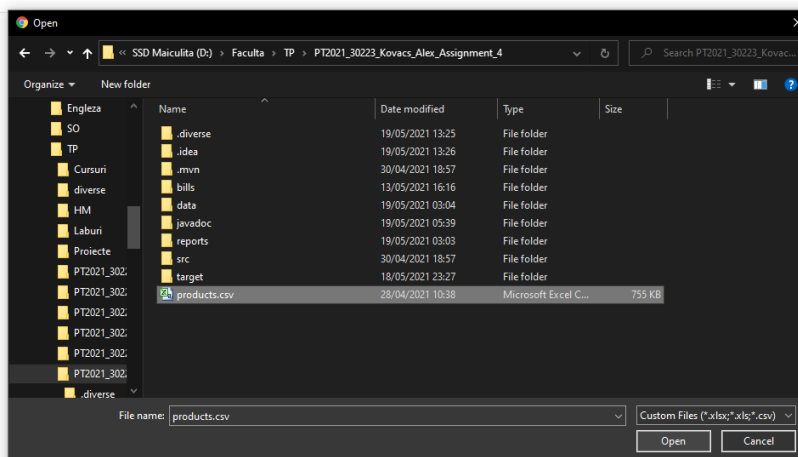 Open
« SSD Maiculita (D:) › Faculta › TP › PT2021_30223_Kovacs_Alex_Assignment_4
Search PT2021_30223_Kovac...
Organize New folder
Name Date modified Type Size
Engleza
SO
TP
Cursuri
diverse
HM
Laburi
Proiecte
PT2021_302
PT2021_302
PT2021_302
PT2021_302
PT2021_302
PT2021_302
.diverse
.diverse 19/05/2021 13:25 File folder
.idea 19/05/2021 13:26 File folder
.mvn 30/04/2021 18:57 File folder
bills 13/05/2021 16:16 File folder
data 19/05/2021 03:04 File folder
javadoc 19/05/2021 05:39 File folder
reports 19/05/2021 03:03 File folder
src 30/04/2021 18:57 File folder
target 18/05/2021 23:27 File folder
products.csv 28/04/2021 10:38 Microsoft Excel C... 755 KB
File name: products.csv
Custom Files (*.xlsx;*.xls;*.csv)
Open Cancel